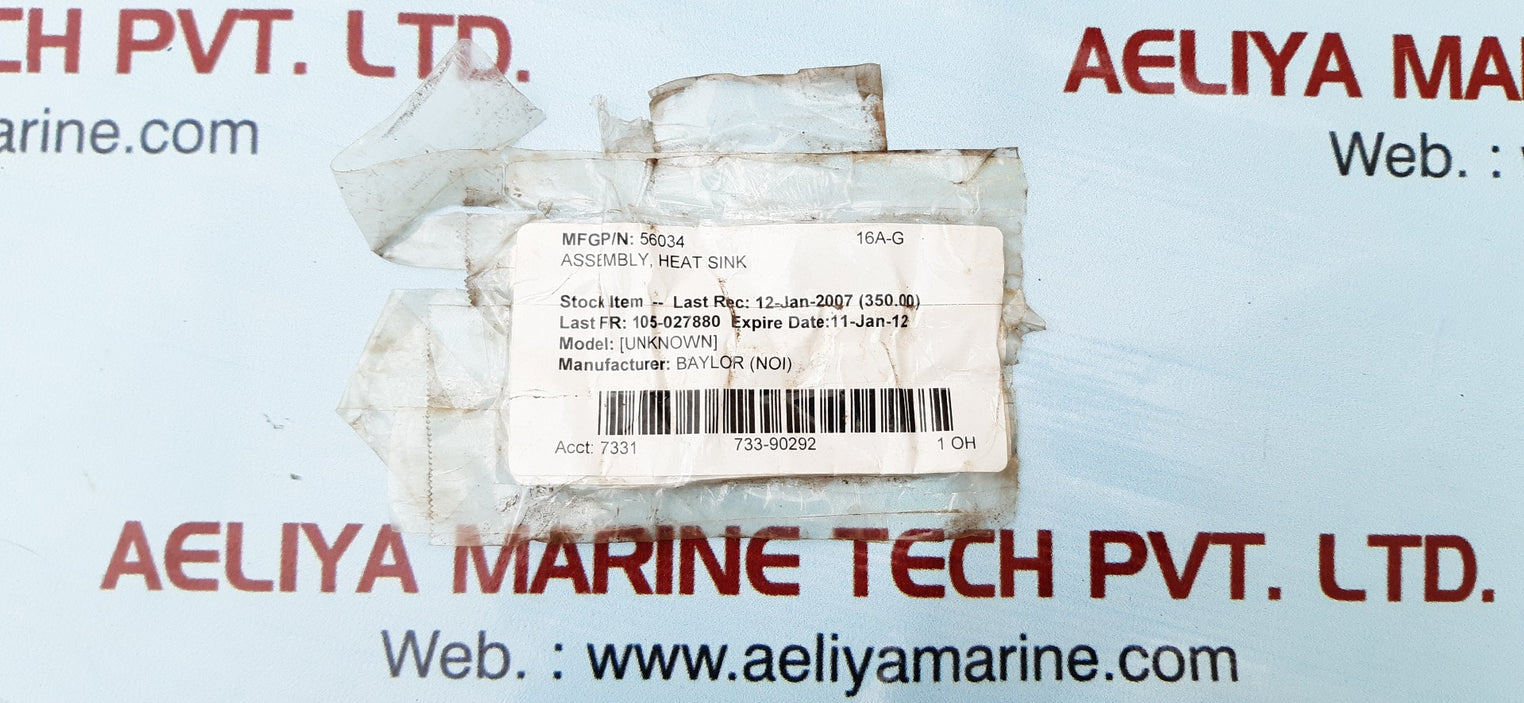 CH PVT. LTD.
arine.com
AELIYA MA
Web. :
MFGP/N: 56034 16A-G
ASSEMBLY, HEAT SINK
Stock Item -- Last Rec: 12-Jan-2007 (350.00)
Last FR: 105-027880 Expire Date:11-Jan-12
Model: [UNKNOWN]
Manufacturer: BAYLOR (NOI)
Acct: 7331 733-90292 1 OH
AELIYA MARINE TECH PVT. LTD.
Web. : www.aeliyamarine.com